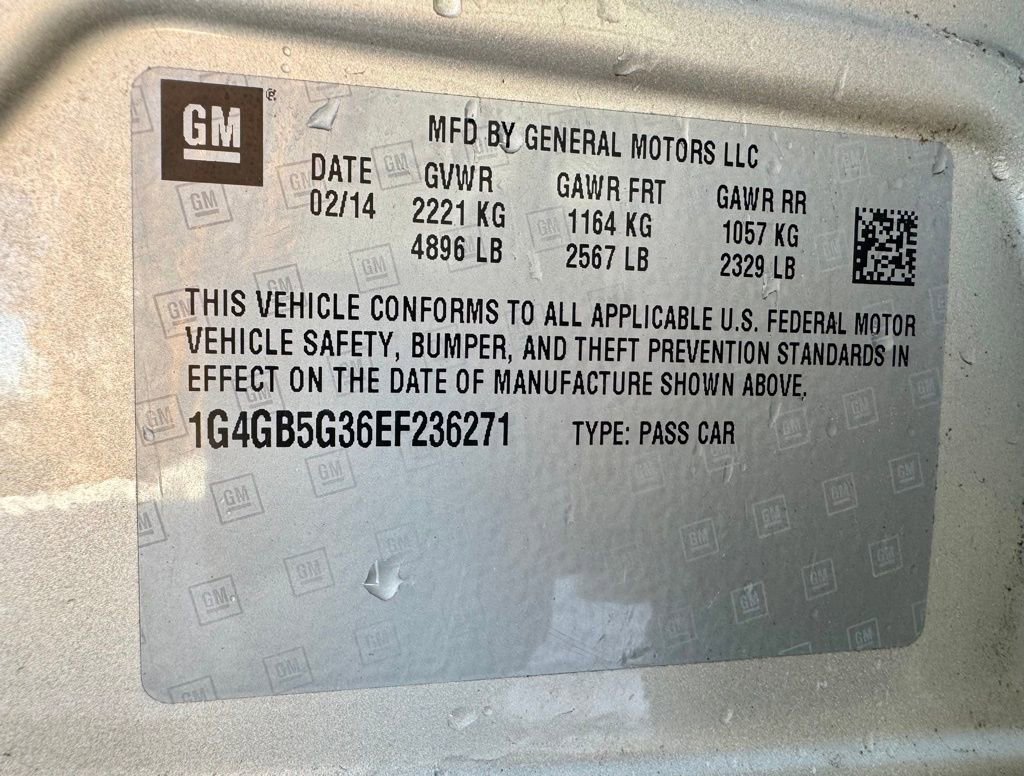 GM ®
MFD BY GENERAL MOTORS LLC
DATE GVWR GAWR FRT GAWR RR
02/14 2221 KG 1164 KG 1057 KG
4896 LB 2567 LB 2329 LB
THIS VEHICLE CONFORMS TO ALL APPLICABLE U.S. FEDERAL MOTOR
VEHICLE SAFETY, BUMPER, AND THEFT PREVENTION STANDARDS IN
EFFECT ON THE DATE OF MANUFACTURE SHOWN ABOVE.
1G4GB5G36EF236271 TYPE: PASS CAR